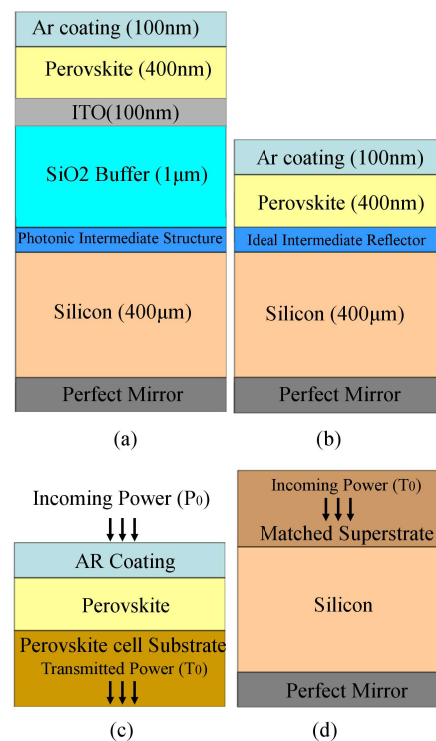 Ar coating (100nm)
Perovskite (400nm)
ITO(100nm)
SiO2 Buffer (1μm)
Photonic Intermediate Structure
Silicon (400μm)
Perfect Mirror
(a)
Ar coating (100nm)
Perovskite (400nm)
Ideal Intermediate Reflector
Silicon (400μm)
Perfect Mirror
(b)
Incoming Power (P₀)
AR Coating
Perovskite
Perovskite cell Substrate
Transmitted Power (T₀)
(c)
Incoming Power (T₀)
Matched Superstrate
Silicon
Perfect Mirror
(d)